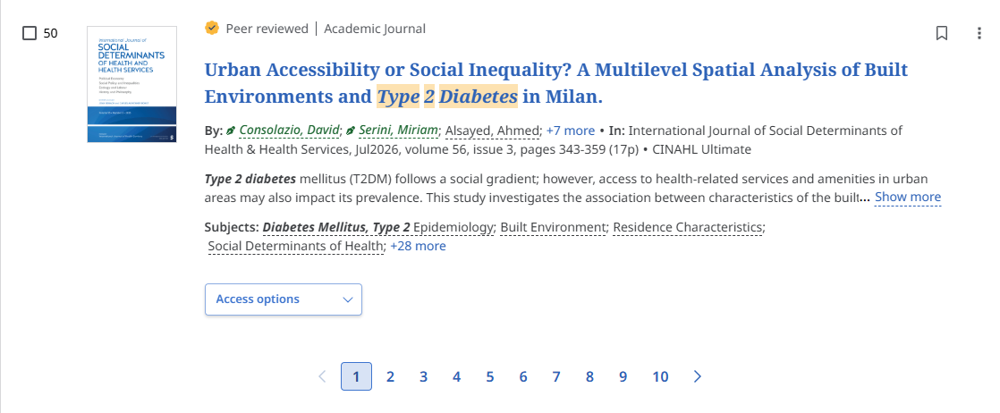 50
Peer reviewed | Academic Journal
International Journal of
SOCIAL
DETERMINANTS
OF HEALTH AND
HEALTH SERVICES
Urban Accessibility or Social Inequality? A Multilevel Spatial Analysis of Built
Environments and Type 2 Diabetes in Milan.
By: Consolazio, David; Serini, Miriam; Alsayed, Ahmed; +7 more • In: International Journal of Social Determinants of
Health & Health Services, Jul2026, volume 56, issue 3, pages 343-359 (17p) • CINAHL Ultimate
Type 2 diabetes mellitus (T2DM) follows a social gradient; however, access to health-related services and amenities in urban
areas may also impact its prevalence. This study investigates the association between characteristics of the built... Show more
Subjects: Diabetes Mellitus, Type 2 Epidemiology; Built Environment; Residence Characteristics;
Social Determinants of Health; +28 more
Access options
1 2 3 4 5 6 7 8 9 10